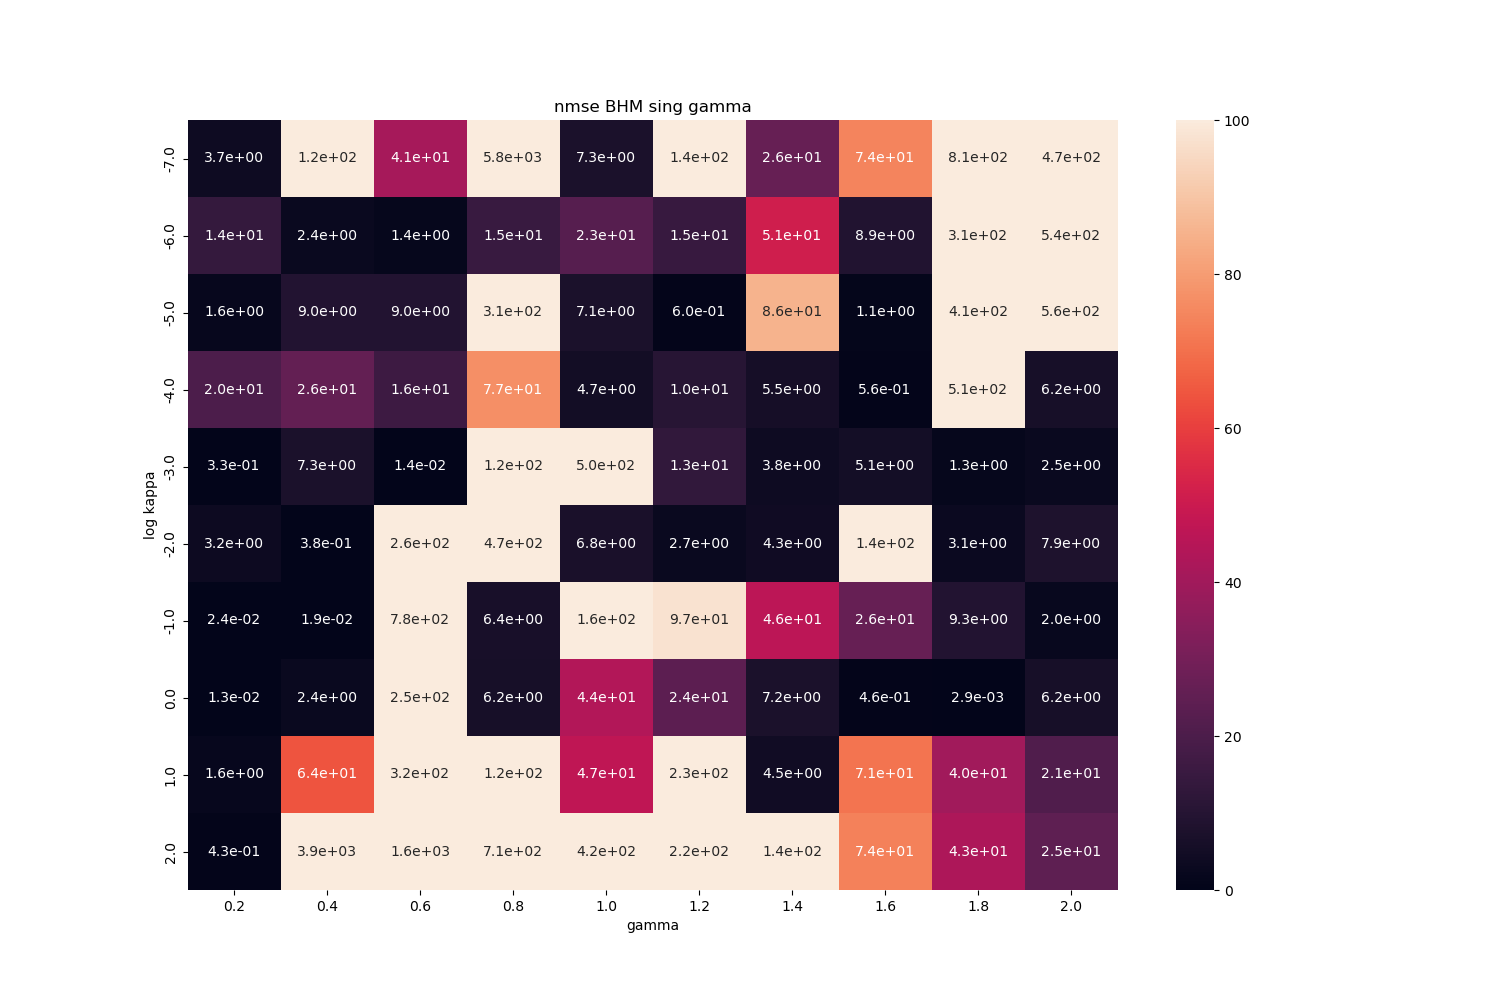 nmse BHM sing gamma
-7.0 3.7e+00 1.2e+02 4.1e+01 5.8e+03 7.3e+00 1.4e+02 2.6e+01 7.4e+01 8.1e+02 4.7e+02
-6.0 1.4e+01 2.4e+00 1.4e+00 1.5e+01 2.3e+01 1.5e+01 5.1e+01 8.9e+00 3.1e+02 5.4e+02
-5.0 1.6e+00 9.0e+00 9.0e+00 3.1e+02 7.1e+00 6.0e-01 8.6e+01 1.1e+00 4.1e+02 5.6e+02
-4.0 2.0e+01 2.6e+01 1.6e+01 7.7e+01 4.7e+00 1.0e+01 5.5e+00 5.6e-01 5.1e+02 6.2e+00
-3.0 3.3e-01 7.3e+00 1.4e-02 1.2e+02 5.0e+02 1.3e+01 3.8e+00 5.1e+00 1.3e+00 2.5e+00
-2.0 3.2e+00 3.8e-01 2.6e+02 4.7e+02 6.8e+00 2.7e+00 4.3e+00 1.4e+02 3.1e+00 7.9e+00
-1.0 2.4e-02 1.9e-02 7.8e+02 6.4e+00 1.6e+02 9.7e+01 4.6e+01 2.6e+01 9.3e+00 2.0e+00
0.0 1.3e-02 2.4e+00 2.5e+02 6.2e+00 4.4e+01 2.4e+01 7.2e+00 4.6e-01 2.9e-03 6.2e+00
1.0 1.6e+00 6.4e+01 3.2e+02 1.2e+02 4.7e+01 2.3e+02 4.5e+00 7.1e+01 4.0e+01 2.1e+01
2.0 4.3e-01 3.9e+03 1.6e+03 7.1e+02 4.2e+02 2.2e+02 1.4e+02 7.4e+01 4.3e+01 2.5e+01
0.2 0.4 0.6 0.8 1.0 1.2 1.4 1.6 1.8 2.0
gamma
log kappa
100
80
60
40
20
0